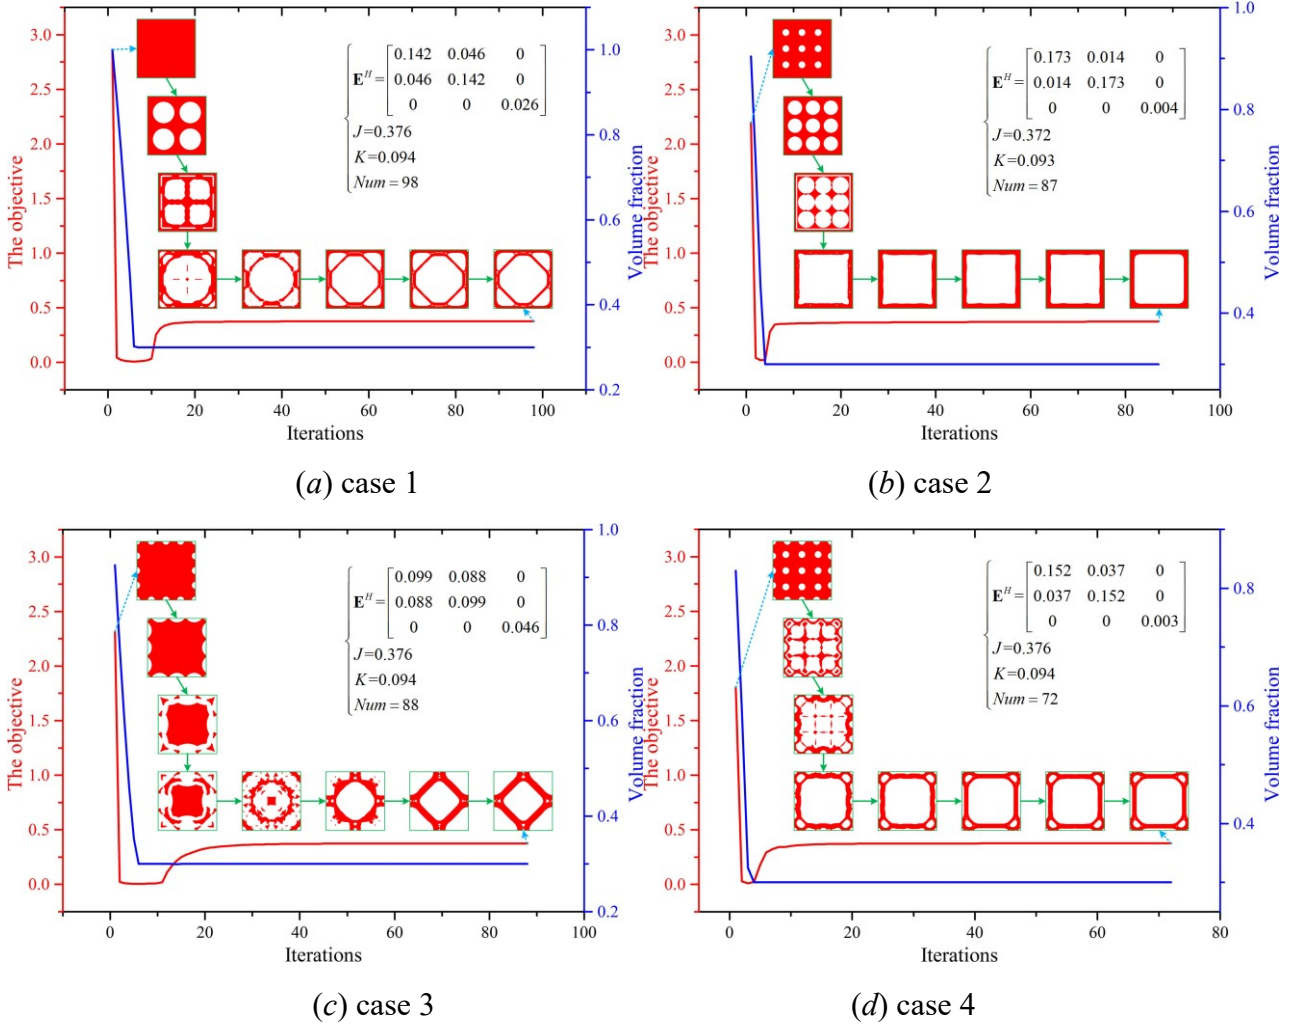 3.0
2.5
2.0
1.5
1.0
0.5
0.0
The objective
1.0
0.8
0.6
0.4
0.2
Volume fraction
0 20 40 60 80 100
Iterations
E^H = [0.142 0.046 0
0.046 0.142 0
0 0 0.026]
J=0.376
K=0.094
Num=98
(a) case 1
3.0
2.5
2.0
1.5
1.0
0.5
0.0
The objective
1.0
0.8
0.6
0.4
Volume fraction
0 20 40 60 80 100
Iterations
E^H = [0.173 0.014 0
0.014 0.173 0
0 0 0.004]
J=0.372
K=0.093
Num=87
(b) case 2
3.0
2.5
2.0
1.5
1.0
0.5
0.0
The objective
1.0
0.8
0.6
0.4
0.2
Volume fraction
0 20 40 60 80 100
Iterations
E^H = [0.099 0.088 0
0.088 0.099 0
0 0 0.046]
J=0.376
K=0.094
Num=88
(c) case 3
3.0
2.5
2.0
1.5
1.0
0.5
0.0
The objective
0.8
0.6
0.4
Volume fraction
0 20 40 60 80
Iterations
E^H = [0.152 0.037 0
0.037 0.152 0
0 0 0.003]
J=0.376
K=0.094
Num=72
(d) case 4